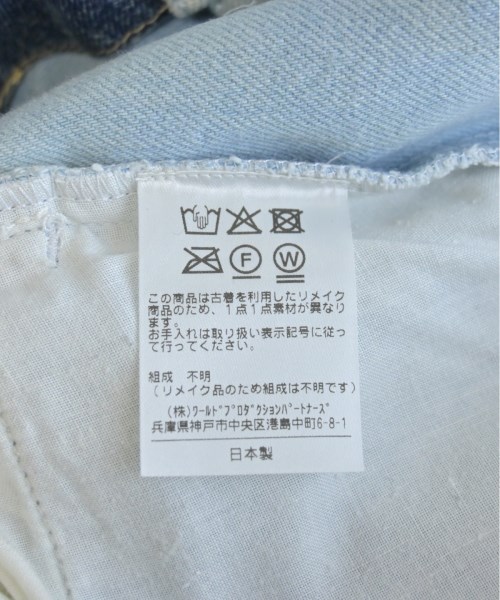 F W
この商品は古着を利用したリメイク
商品のため、1点1点素材が異なり
ます。
お手入れは取り扱い表示記号に従っ
て行ってください。
組成 不明
(リメイク品のため組成は不明です)
(株)ワールドプロダクションパートナーズ
兵庫県神戸市中央区港島中町6-8-1
日本製